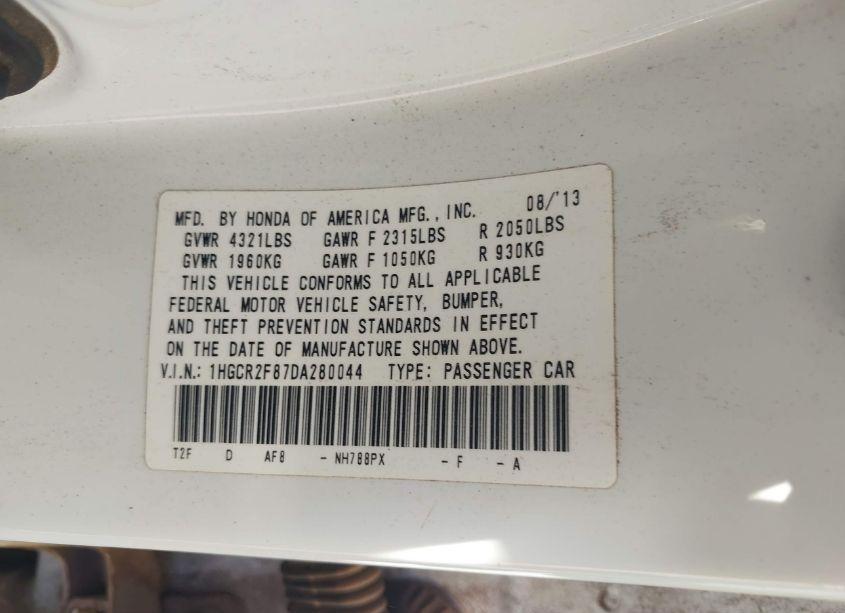 MFD. BY HONDA OF AMERICA MFG., INC. 08/'13
GVWR 4321LBS GAWR F 2315LBS R 2050LBS
GVWR 1960KG GAWR F 1050KG R 930KG
THIS VEHICLE CONFORMS TO ALL APPLICABLE
FEDERAL MOTOR VEHICLE SAFETY, BUMPER,
AND THEFT PREVENTION STANDARDS IN EFFECT
ON THE DATE OF MANUFACTURE SHOWN ABOVE.
V.I.N.: 1HGCR2F87DA280044 TYPE: PASSENGER CAR
T2F D AF8 - NH788PX - F - A